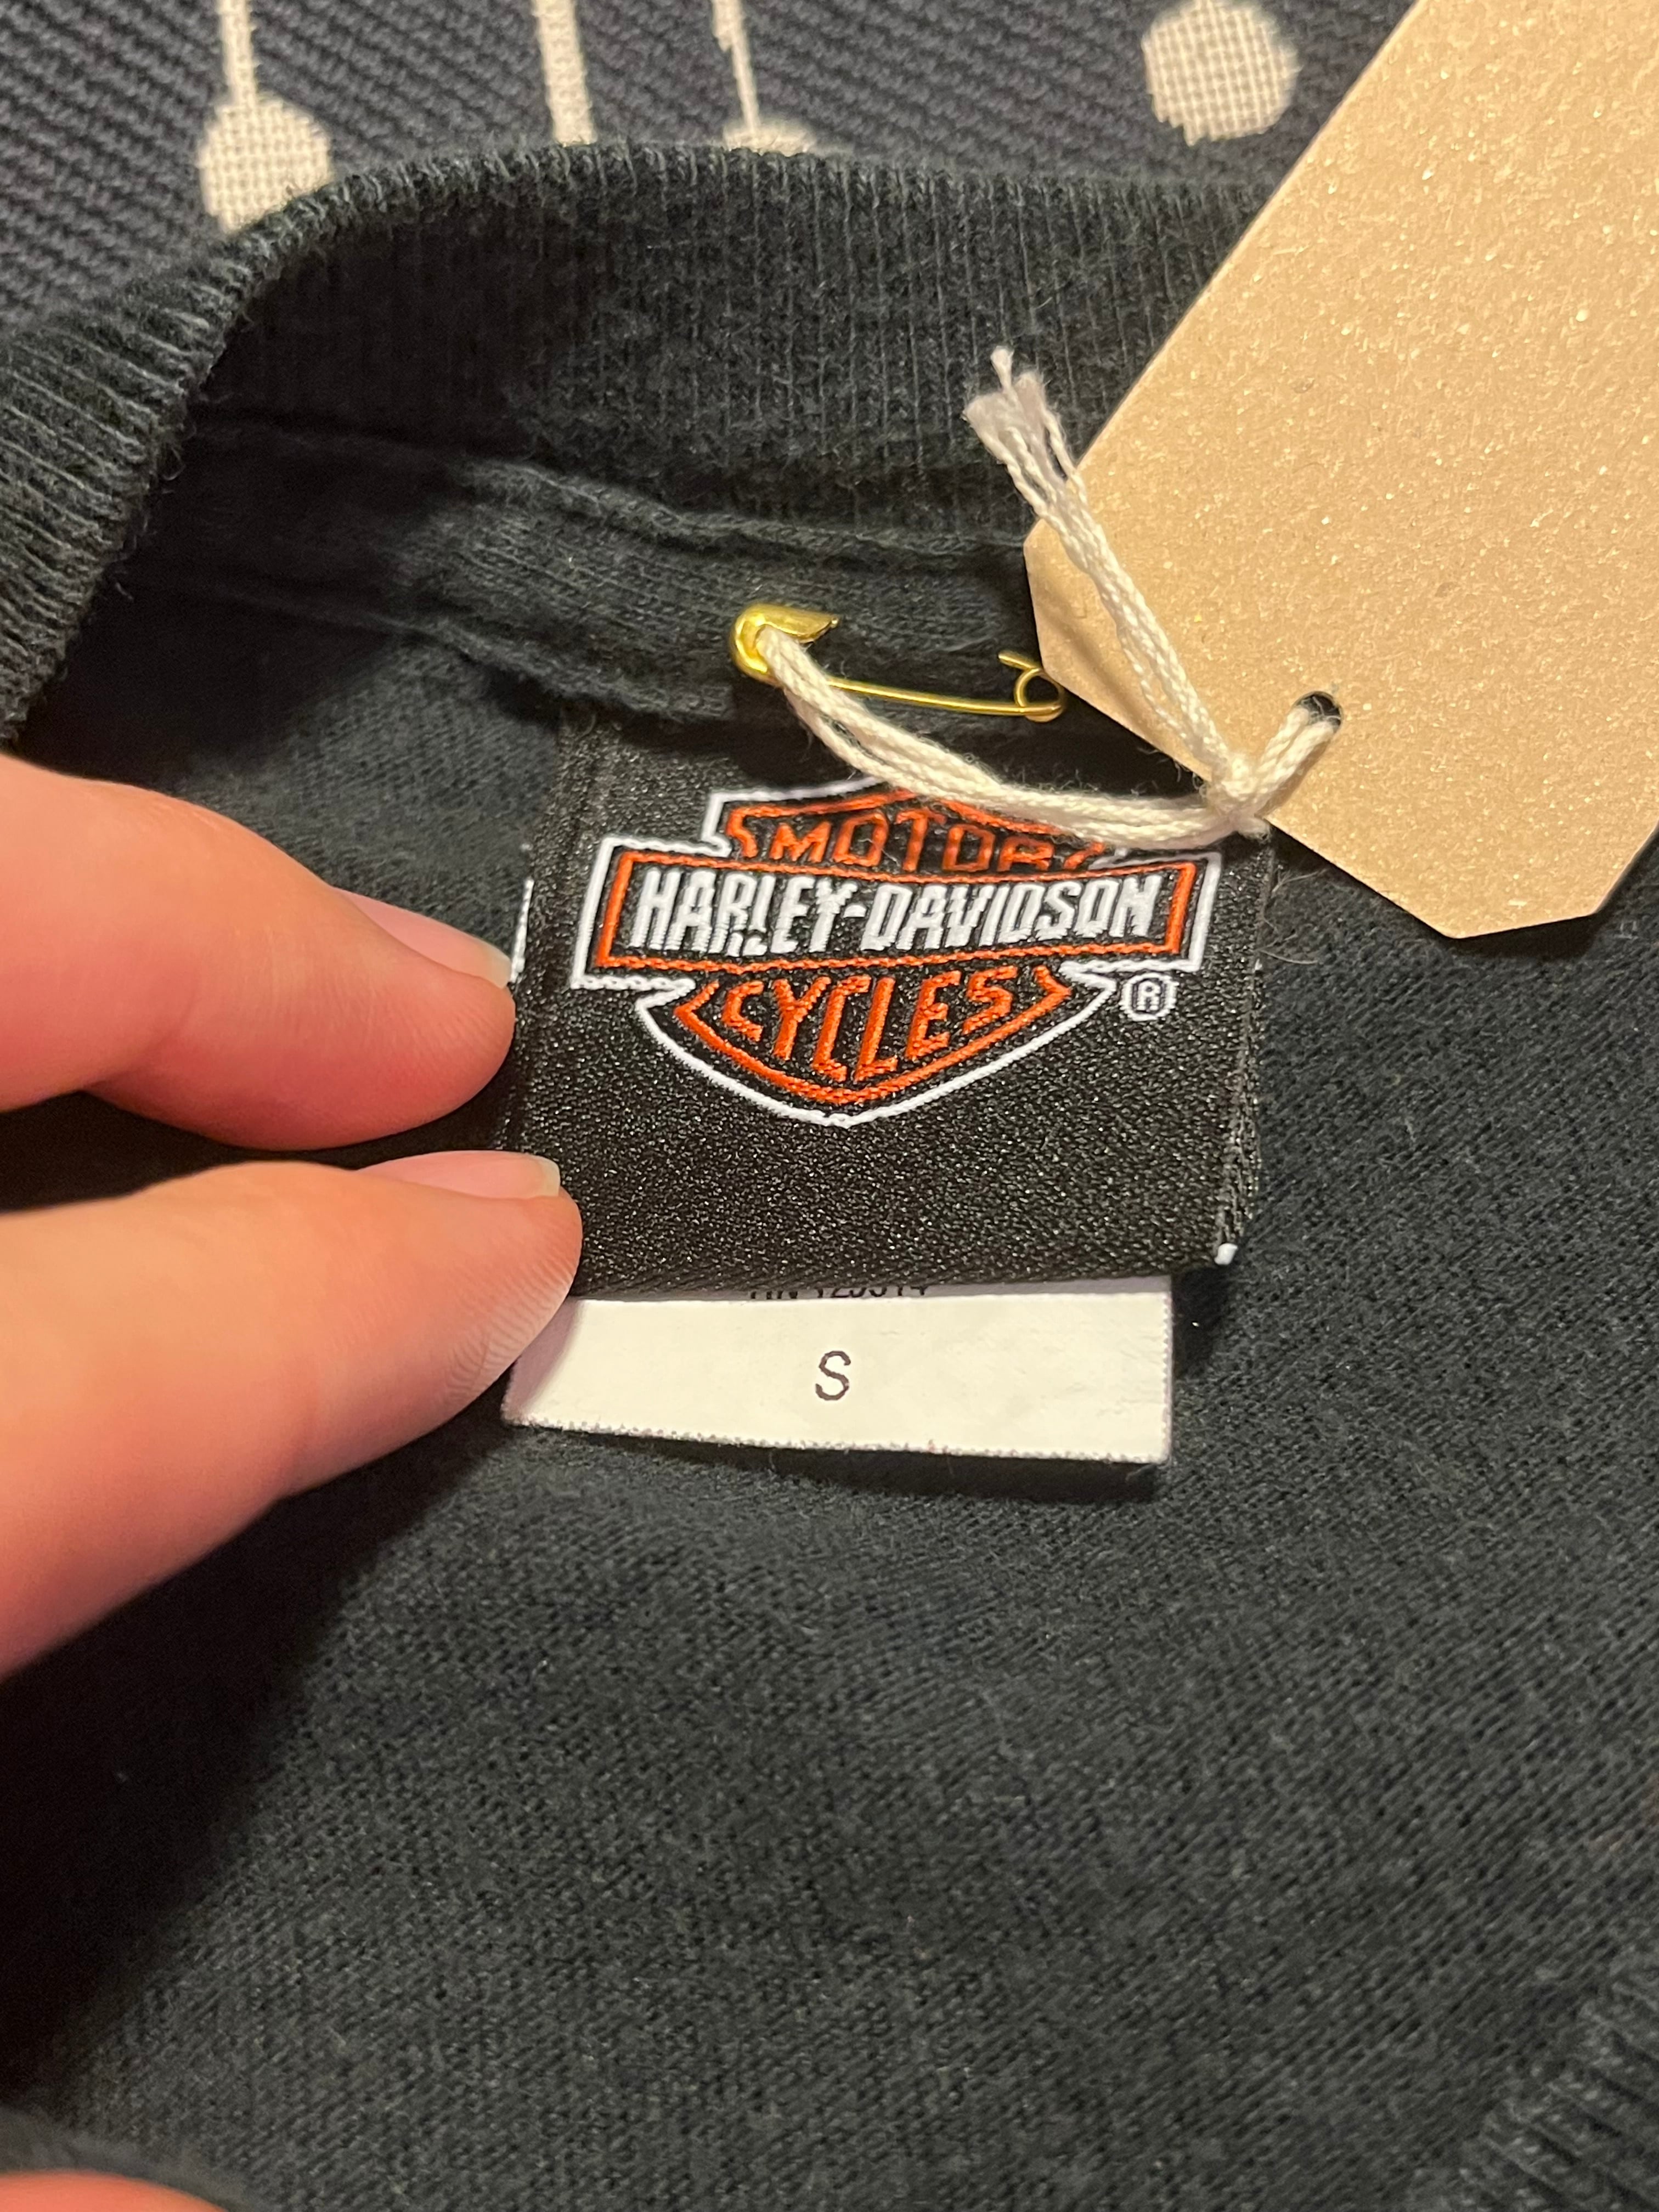 MOTOR
HARLEY-DAVIDSON
CYCLES
®
S